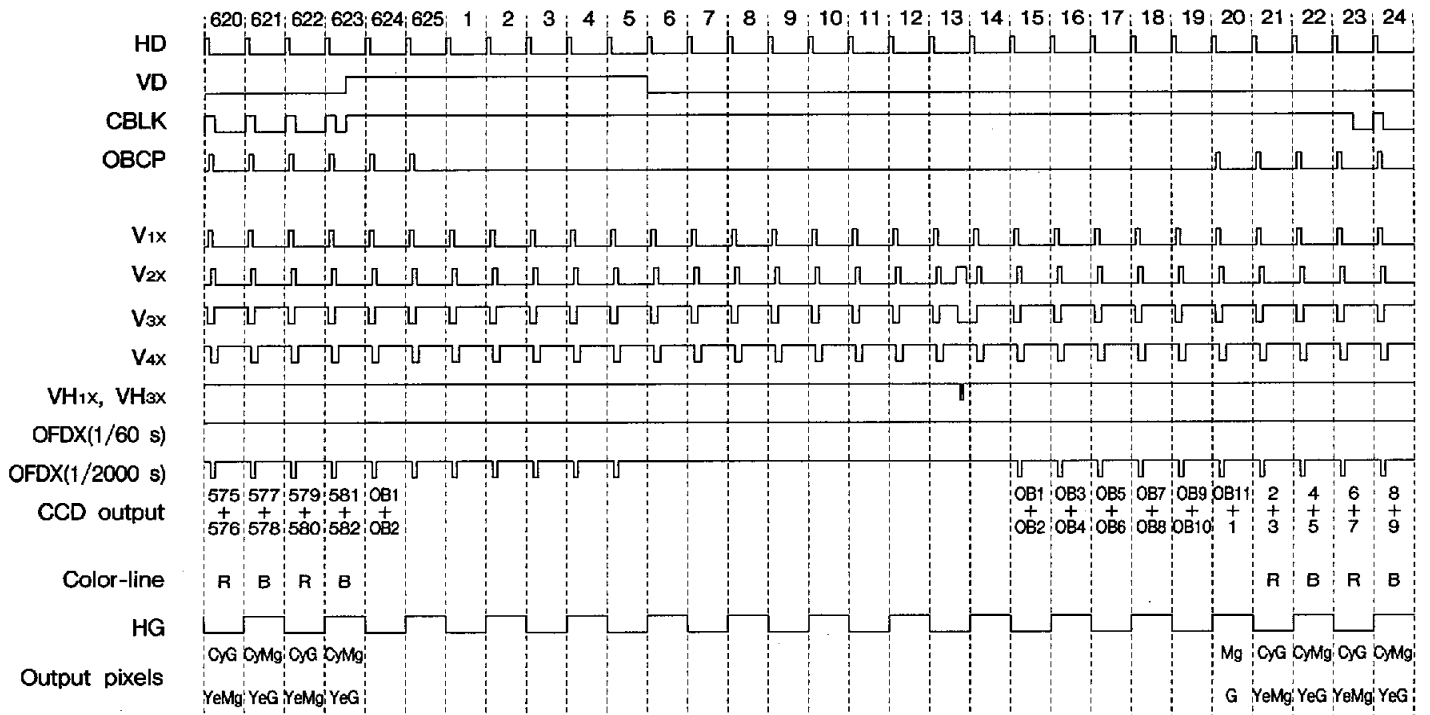 620 621 622 623 624 625 1 2 3 4 5 6 7 8 9 10 11 12 13 14 15 16 17 18 19 20 21 22 23 24
HD
VD
CBLK
OBCP
V1X
V2X
V3X
V4X
VH1X, VH3X
OFDX(1/60 s)
OFDX(1/2000 s)
575 577 579 581 OB1 OB1 OB3 OB5 OB7 OB9 OB11 2 4 6 8
CCD output + + + + + + + + + + + + + + +
576 578 580 582 OB2 OB2 OB4 OB6 OB8 OB10 1 3 5 7 9
Color-line R B R B R B R B
HG
CyG CyMg CyG CyMg Mg CyG CyMg CyG CyMg
Output pixels
YeMg YeG YeMg YeG G YeMg YeG YeMg YeG